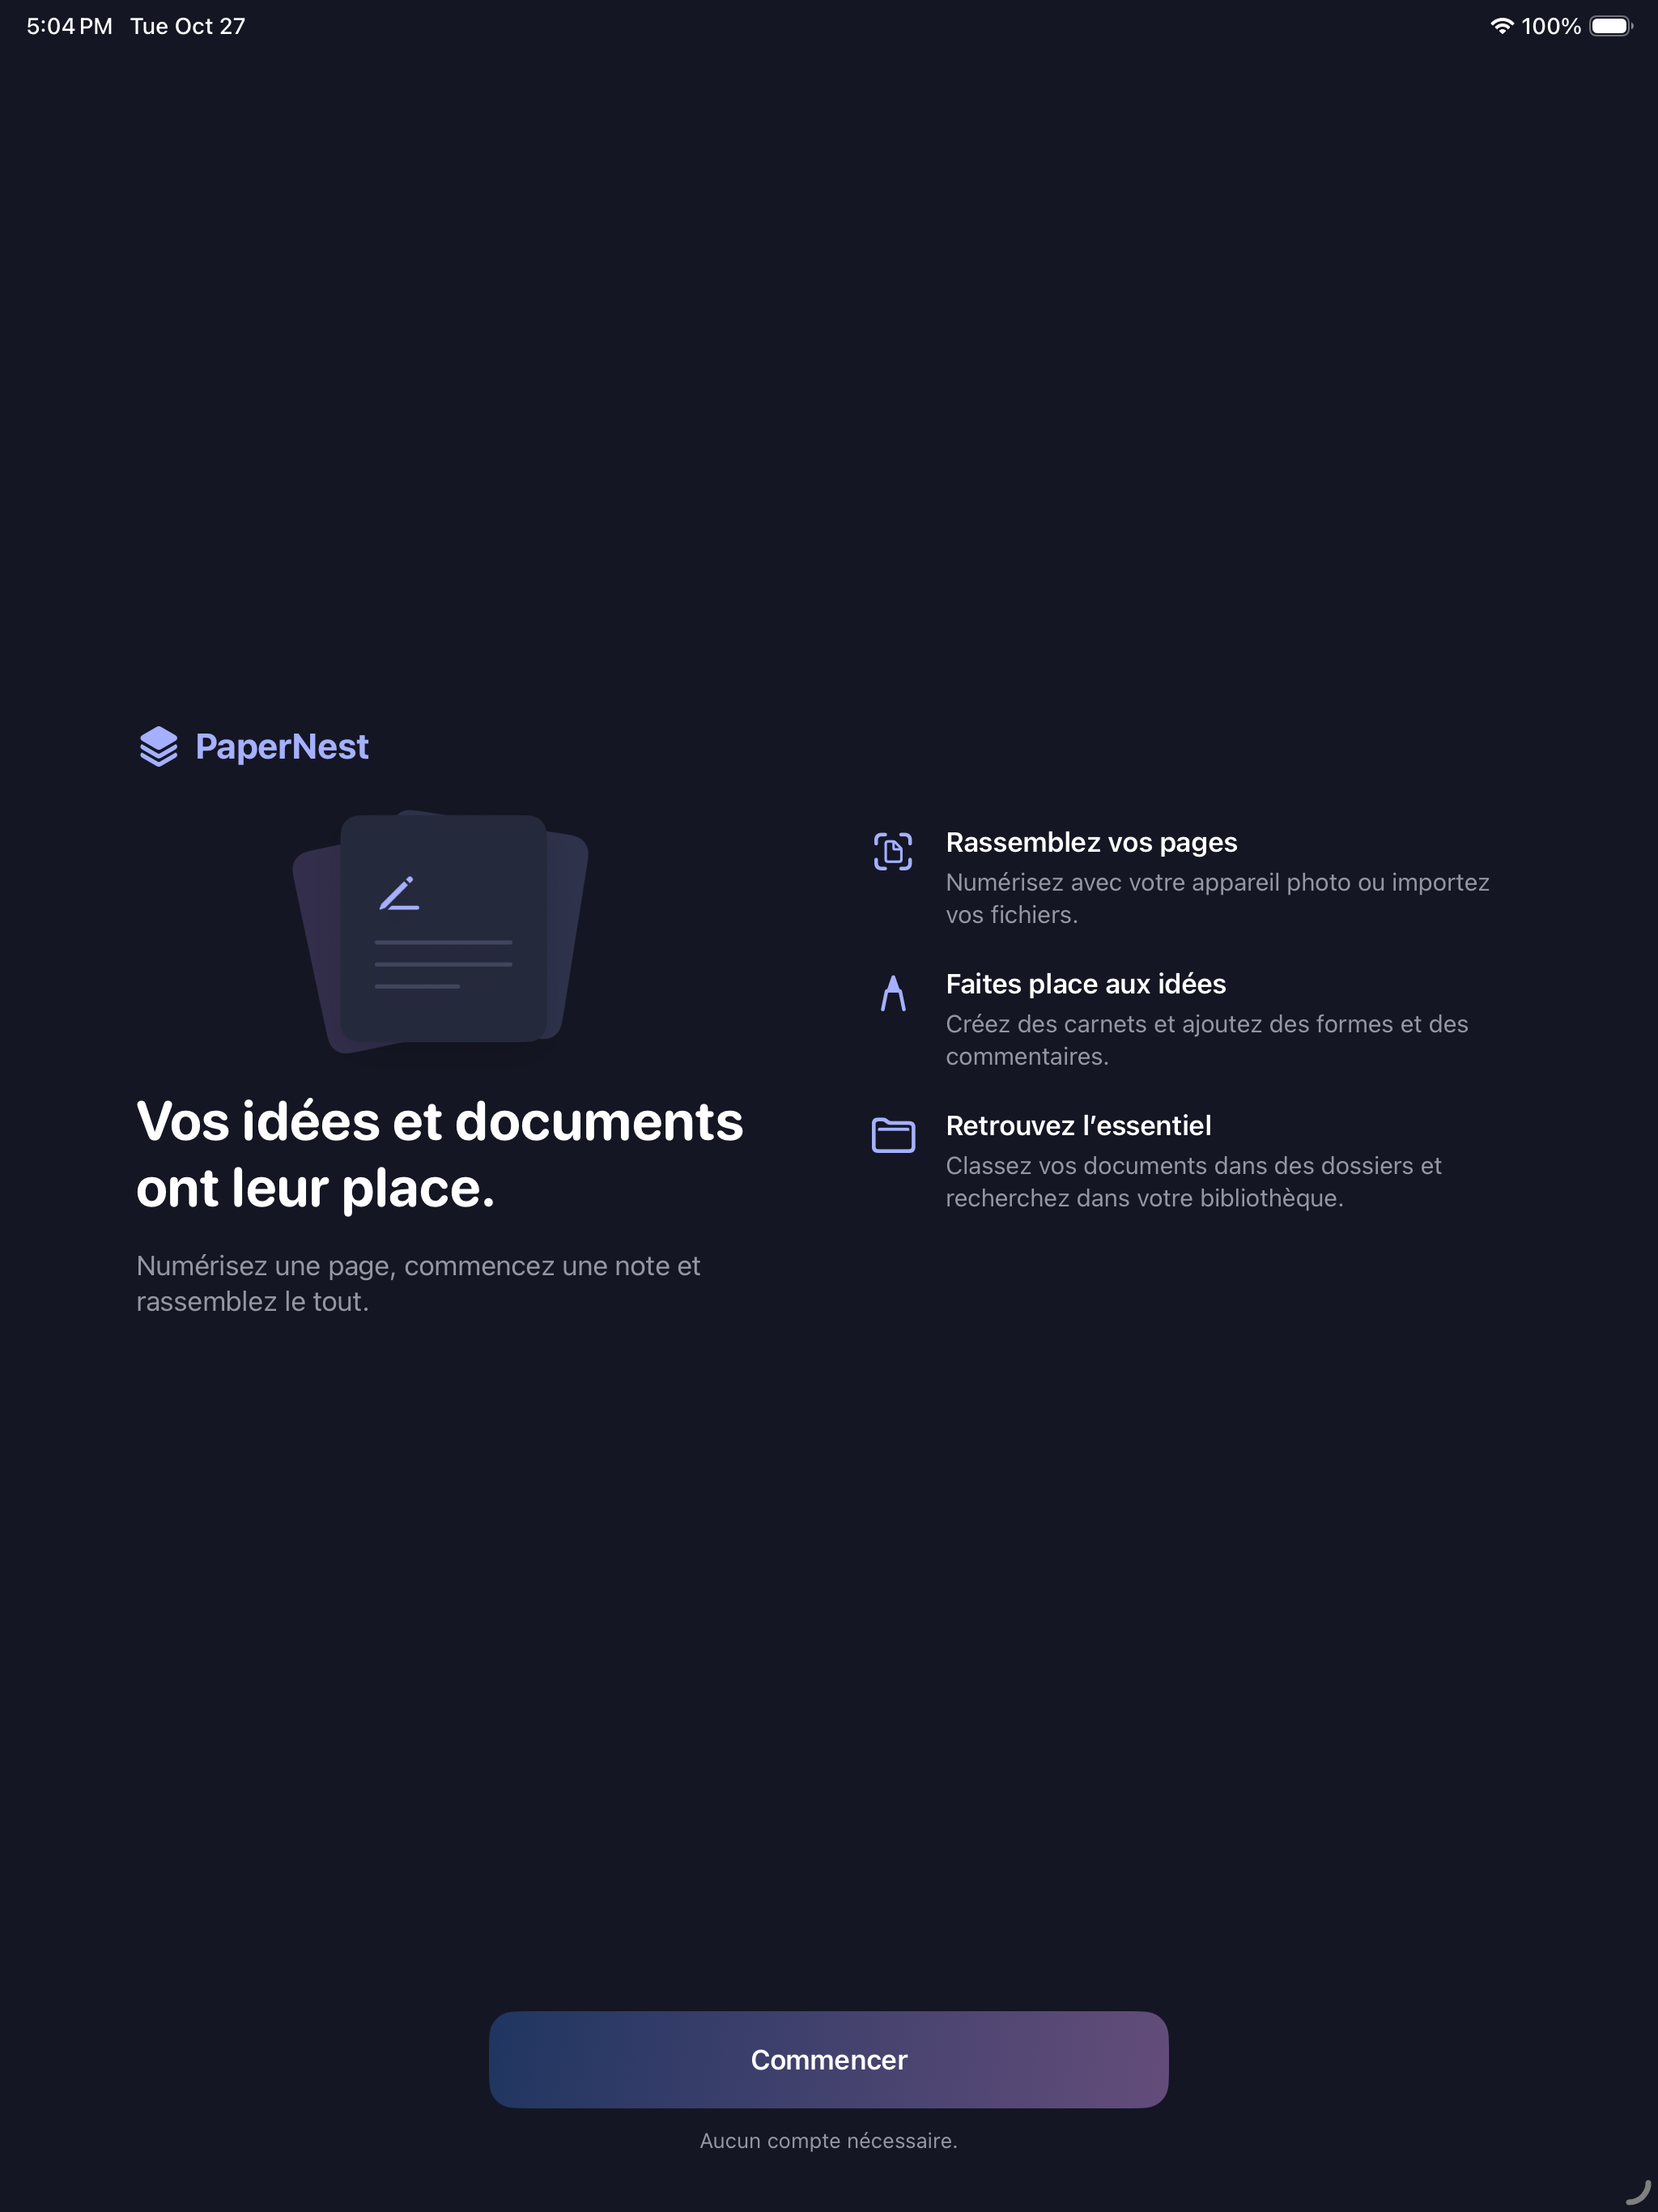 5:04 PM Tue Oct 27
100%
PaperNest
Vos idées et documents
ont leur place.
Numérisez une page, commencez une note et
rassemblez le tout.
Rassemblez vos pages
Numérisez avec votre appareil photo ou importez
vos fichiers.
Faites place aux idées
Créez des carnets et ajoutez des formes et des
commentaires.
Retrouvez l’essentiel
Classez vos documents dans des dossiers et
recherchez dans votre bibliothèque.
Commencer
Aucun compte nécessaire.